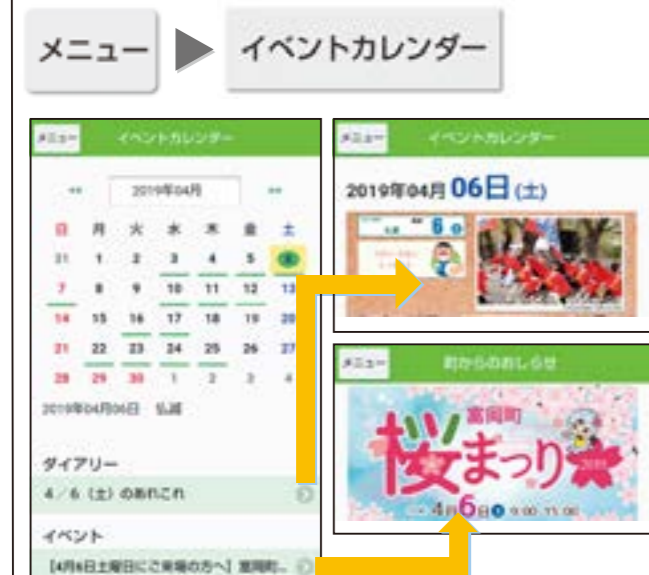 メニュー ▶ イベントカレンダー
メニュー イベントカレンダー
2019年04月
日 月 火 水 木 金 土
31 1 2 3 4 5 6
7 8 9 10 11 12 13
14 15 16 17 18 19 20
21 22 23 24 25 26 27
28 29 30 1 2 3 4
2019年04月06日 仏滅
ダイアリー
4/6(土)のあれこれ
イベント
【4月6日土曜日にご来場の方へ】富岡町...
メニュー イベントカレンダー
2019年04月06日(土)
6
メニュー 町からのおしらせ
富岡町
桜まつり
2019
4月6日土 9:00-15:00